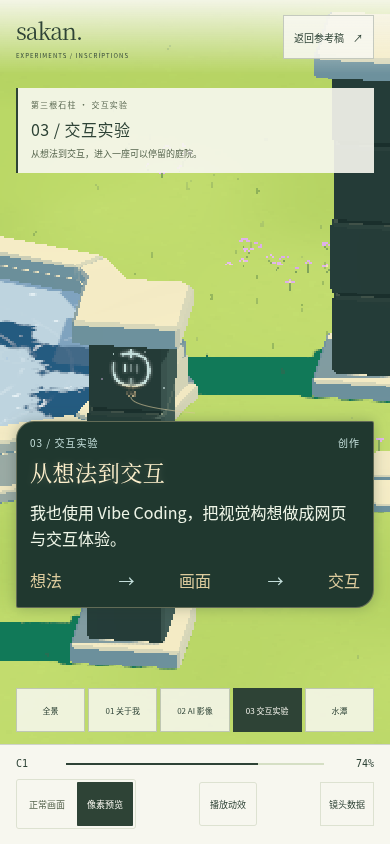 sakan.
返回参考稿 ↗
EXPERIMENTS / INSCRIPTIONS
第三根石柱 · 交互实验
03 / 交互实验
从想法到交互，进入一座可以停留的庭院。
03 / 交互实验 创作
从想法到交互
我也使用 Vibe Coding，把视觉构想做成网页
与交互体验。
想法 → 画面 → 交互
全景 01 关于我 02 AI 影像 03 交互实验 水潭
C1 74%
正常画面 像素预览 播放动效 镜头数据